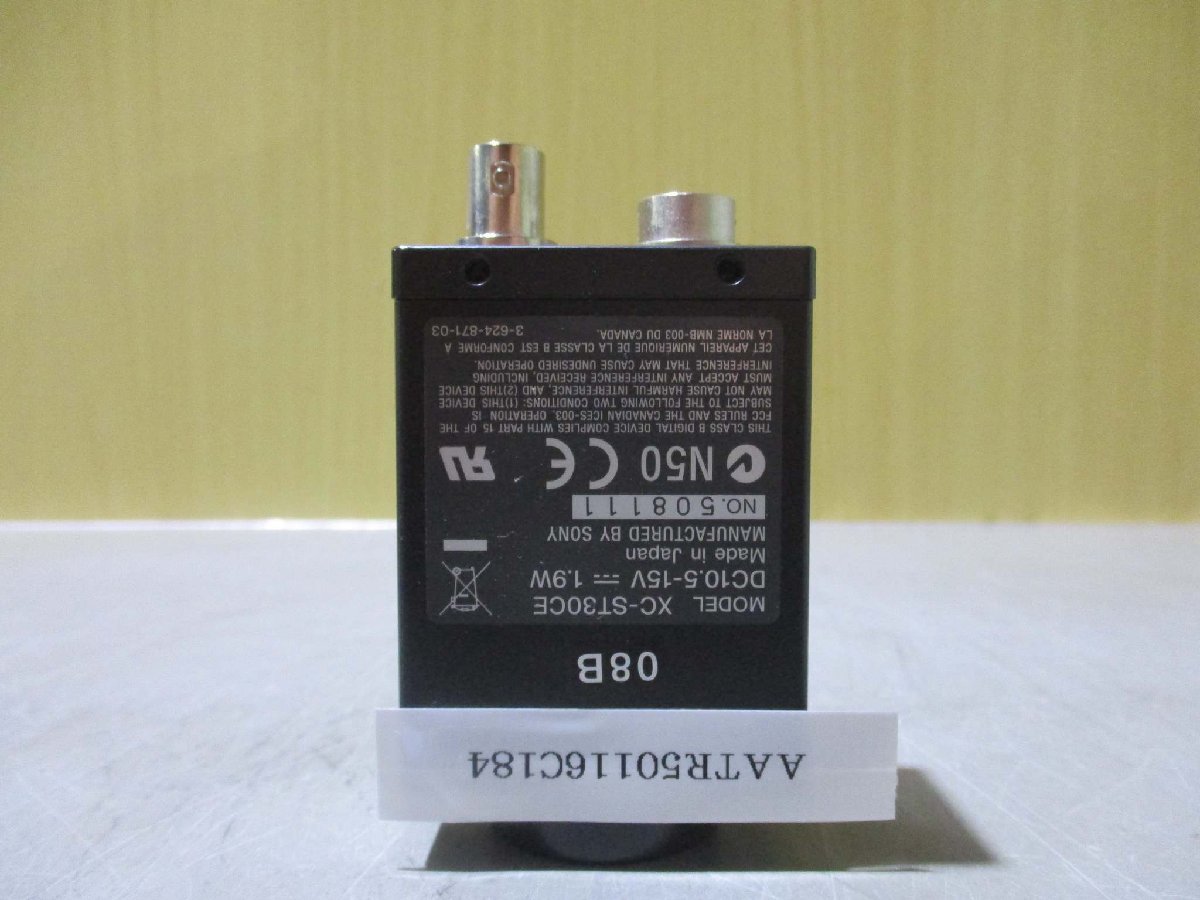 AATR50116C184
08B
MODEL XC-ST30CE
DC10.5-15V ⎓ 1.9W
Made in Japan
MANUFACTURED BY SONY
NO. 508111
N50 CE
THIS CLASS B DIGITAL DEVICE COMPLIES WITH PART 15 OF THE
FCC RULES AND THE CANADIAN ICES-003. OPERATION IS
SUBJECT TO THE FOLLOWING TWO CONDITIONS: (1)THIS DEVICE
MAY NOT CAUSE HARMFUL INTERFERENCE, AND (2)THIS DEVICE
MUST ACCEPT ANY INTERFERENCE RECEIVED, INCLUDING
INTERFERENCE THAT MAY CAUSE UNDESIRED OPERATION.
CET APPAREIL NUMÉRIQUE DE LA CLASSE B EST CONFORME A
LA NORME NMB-003 DU CANADA.
3-624-871-03